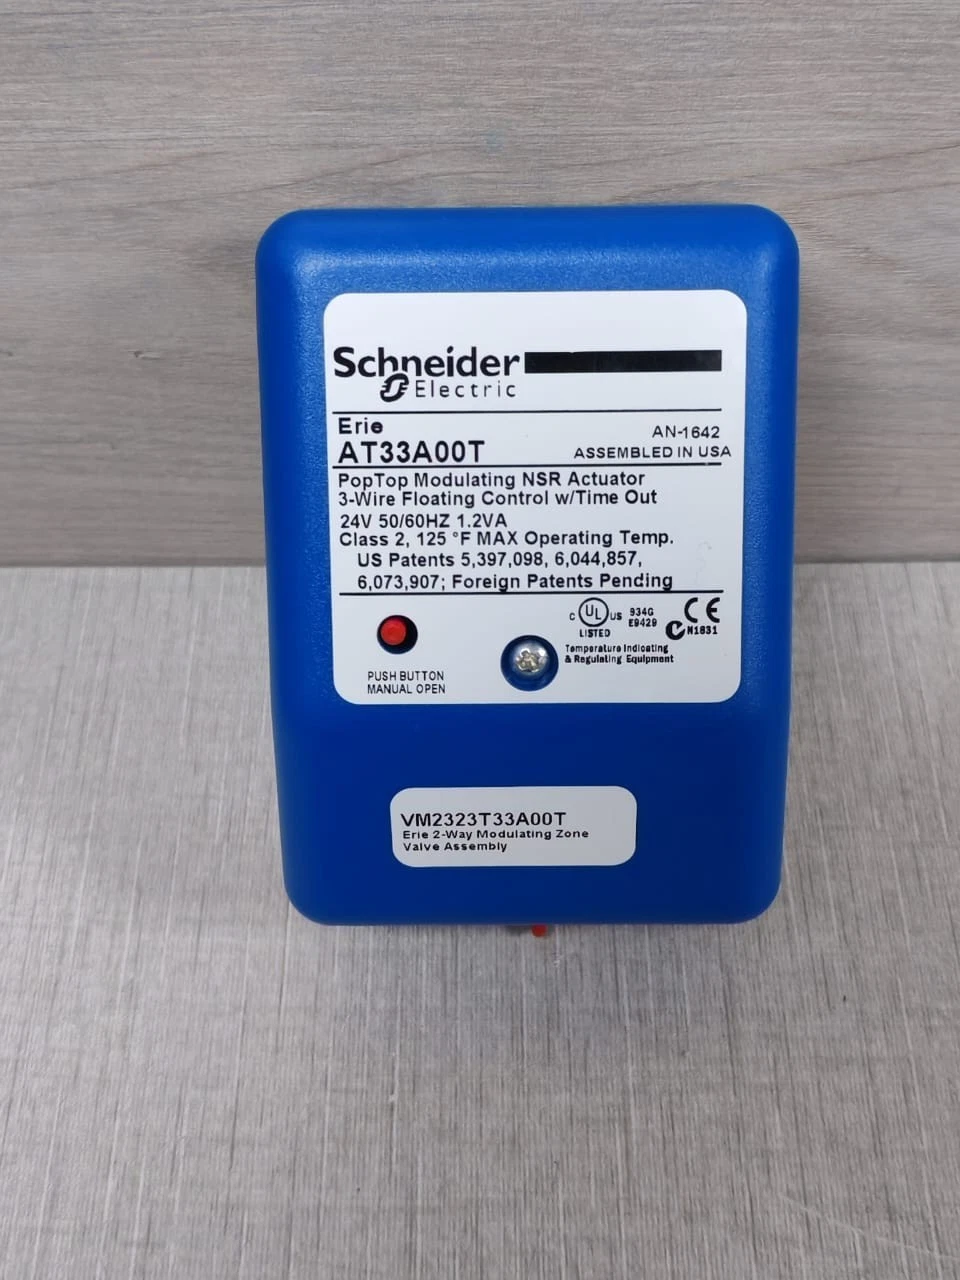 Schneider
Electric
Erie
AN-1642
AT33A00T
ASSEMBLED IN USA
PopTop Modulating NSR Actuator
3-Wire Floating Control w/Time Out
24V 50/60HZ 1.2VA
Class 2, 125 °F MAX Operating Temp.
US Patents 5,397,098, 6,044,857,
6,073,907; Foreign Patents Pending
C UL US
LISTED
934G
E9429
CE
N1831
Temperature Indicating
& Regulating Equipment
PUSH BUTTON
MANUAL OPEN
VM2323T33A00T
Erie 2-Way Modulating Zone
Valve Assembly